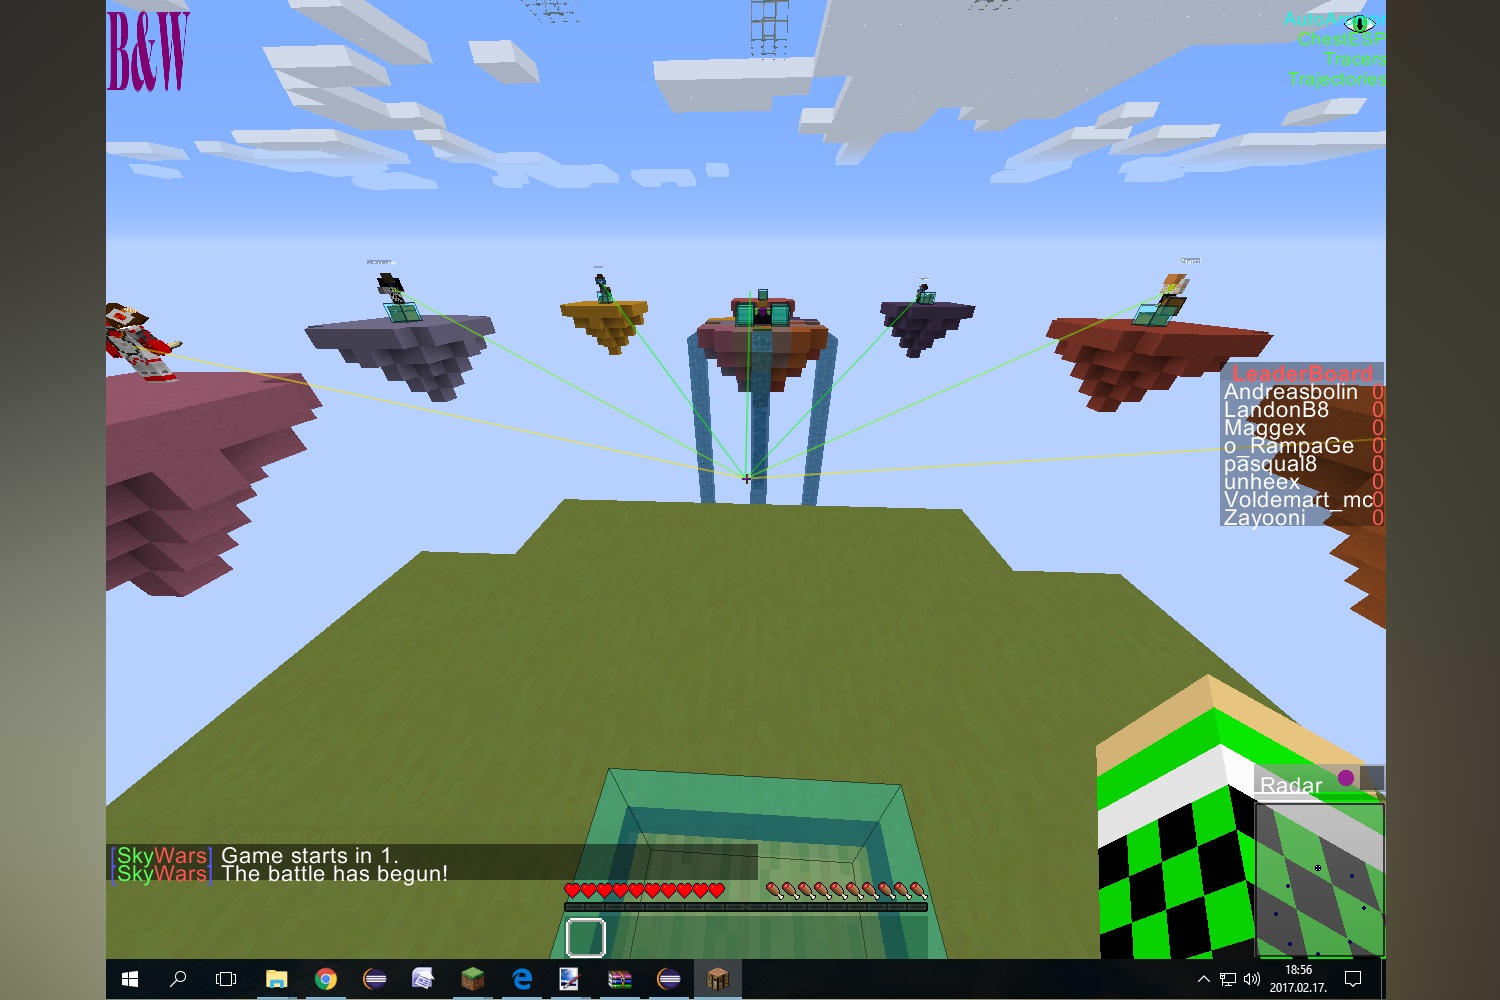 B&W
AutoArmor
ChestESP
Tracers
Trajectories
LeaderBoard
Andreasbolin 0
LandonB8 0
Maggex 0
o_RampaGe 0
pasqual8 0
unheex 0
Voldemart_mc 0
Zayooni 0
Radar
[SkyWars] Game starts in 1.
[SkyWars] The battle has begun!
18:56
2017.02.17.